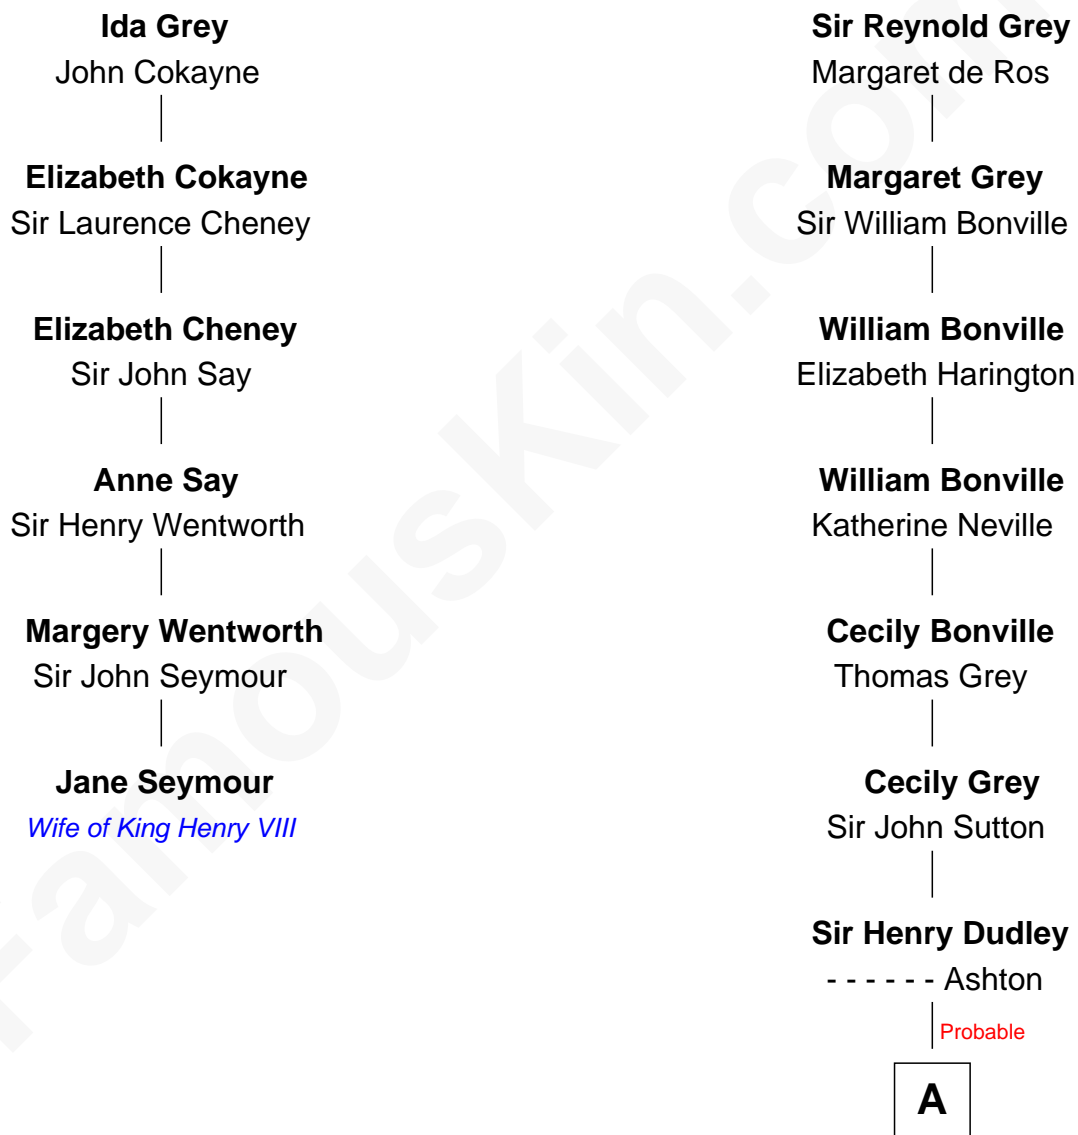 Ida Grey
John Cokayne
Elizabeth Cokayne
Sir Laurence Cheney
Elizabeth Cheney
Sir John Say
Anne Say
Sir Henry Wentworth
Margery Wentworth
Sir John Seymour
Jane Seymour
Wife of King Henry VIII
Sir Reynold Grey
Margaret de Ros
Margaret Grey
Sir William Bonville
William Bonville
Elizabeth Harington
William Bonville
Katherine Neville
Cecily Bonville
Thomas Grey
Cecily Grey
Sir John Sutton
Sir Henry Dudley
- - - - - - Ashton
Probable
A
FamousKin.com